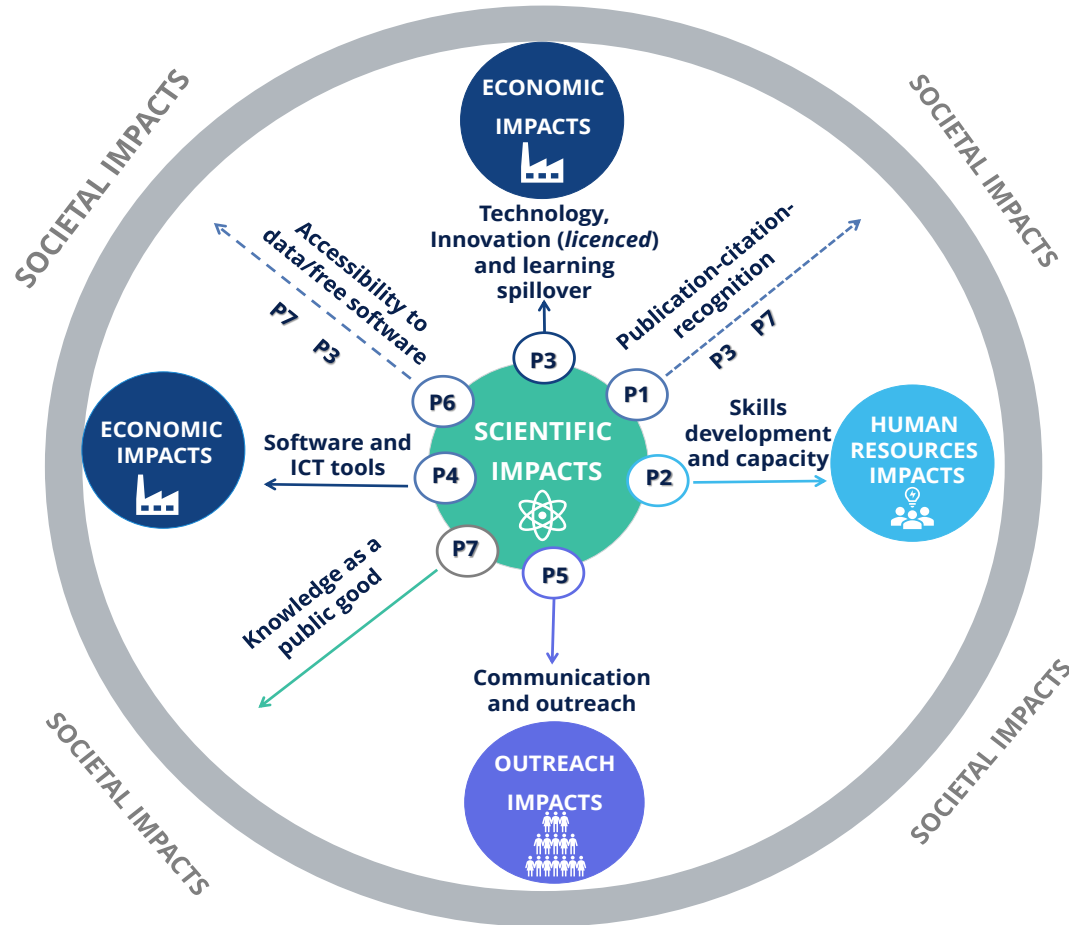 SOCIETAL IMPACTS
SOCIETAL IMPACTS
ECONOMIC
IMPACTS
Technology,
Innovation (licenced)
and learning
spillover
Accessibility to
data/free software
P7
P3
Publication-citation-
recognition
P3
P7
P3
P6
P1
ECONOMIC
IMPACTS
Software and
ICT tools
P4
SCIENTIFIC
IMPACTS
P2
Skills
development
and capacity
HUMAN
RESOURCES
IMPACTS
P7
P5
Knowledge as a
public good
Communication
and outreach
OUTREACH
IMPACTS
SOCIETAL IMPACTS
SOCIETAL IMPACTS